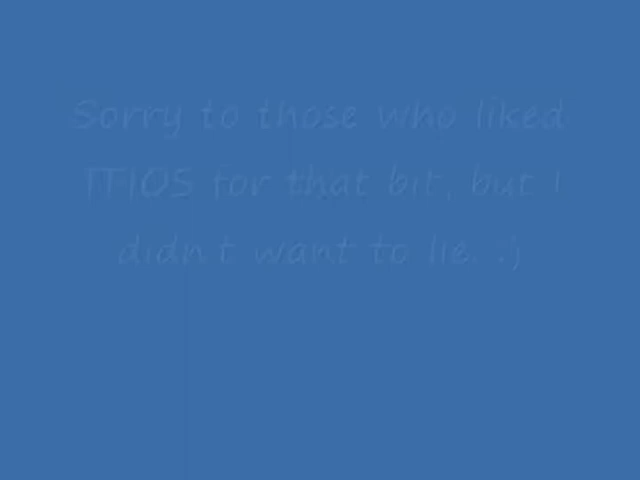 Sorry to those who liked
ITIOS for that bit, but I
didn't want to lie. :)